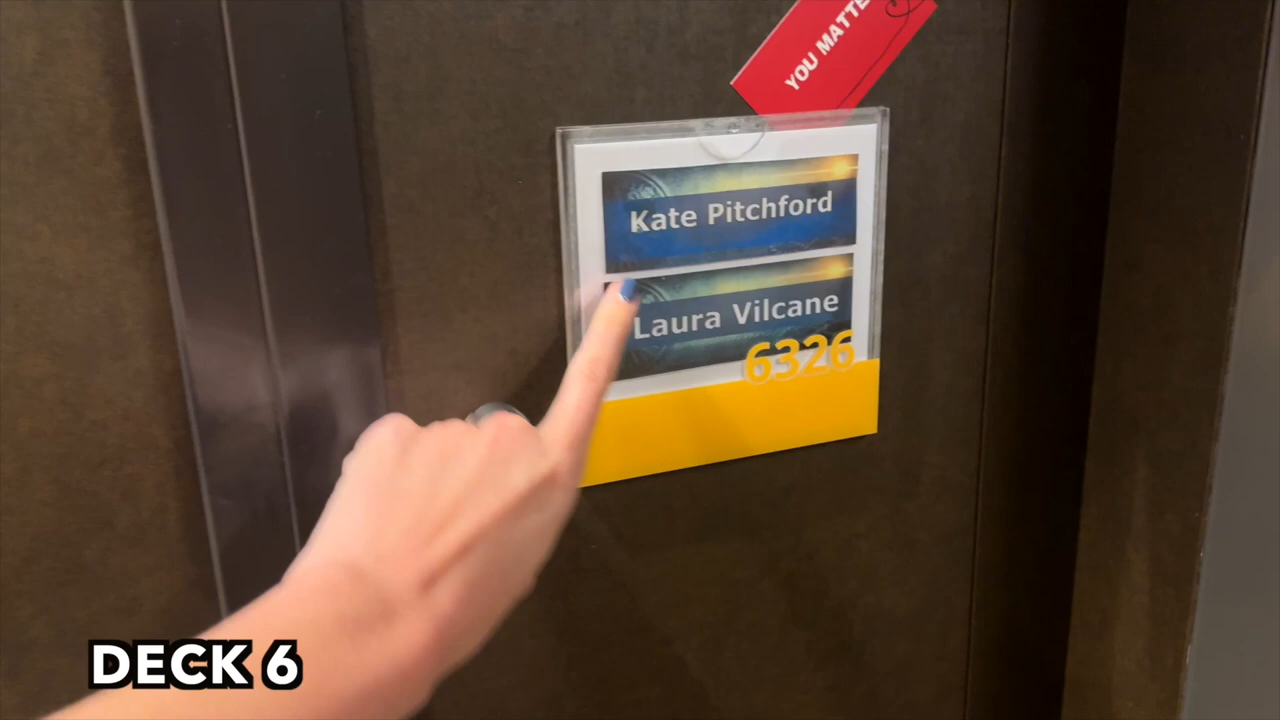 YOU MATTE
Kate Pitchford
Laura Vilcane
6326
DECK 6